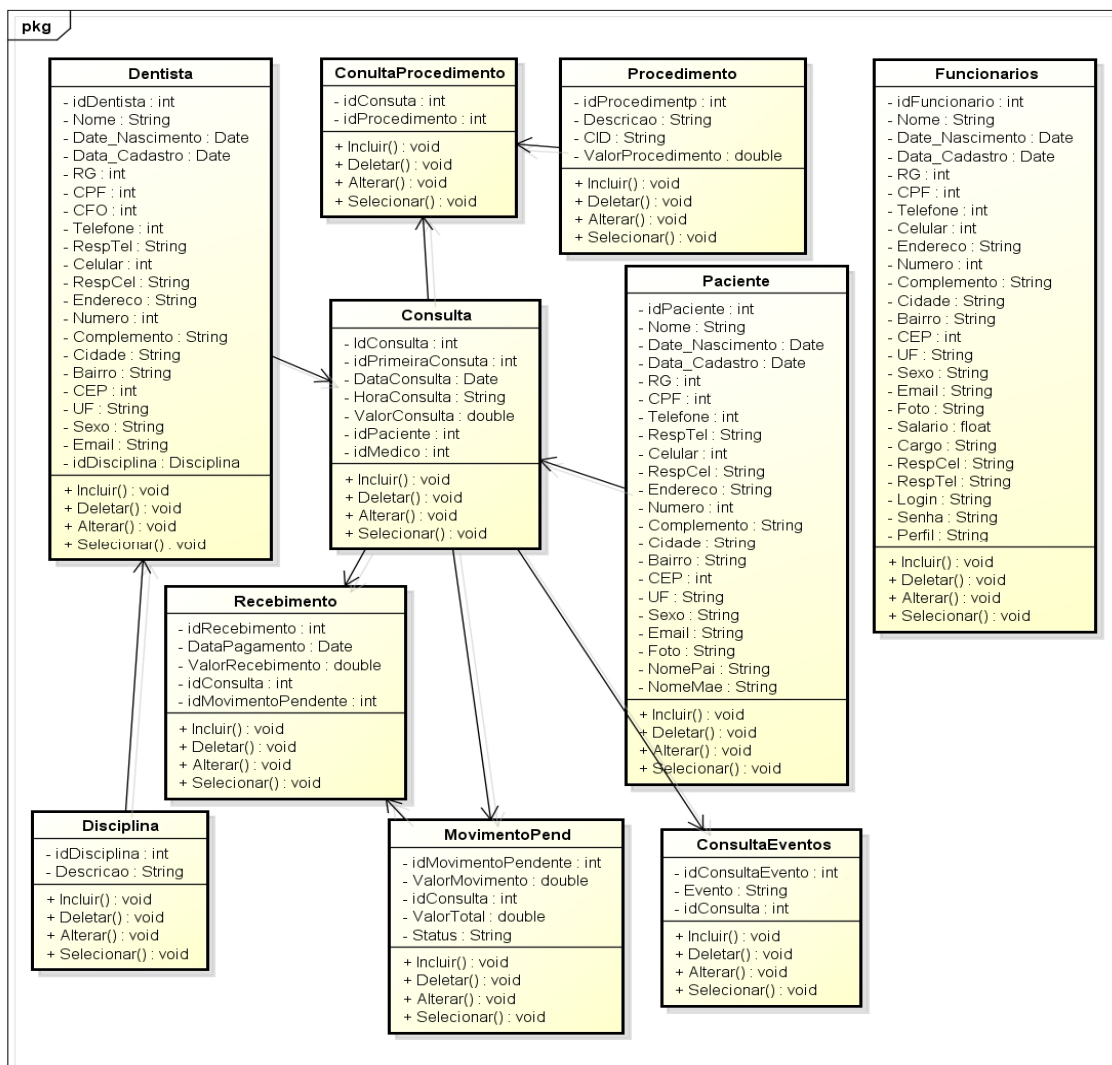 pkg
Dentista
- idDentista : int
- Nome : String
- Date_Nascimento : Date
- Data_Cadastro : Date
- RG : int
- CPF : int
- CFO : int
- Telefone : int
- RespTel : String
- Celular : int
- RespCel : String
- Endereco : String
- Numero : int
- Complemento : String
- Cidade : String
- Bairro : String
- CEP : int
- UF : String
- Sexo : String
- Email : String
- idDisciplina : Disciplina
+ Incluir() : void
+ Deletar() : void
+ Alterar() : void
+ Selecionar() : void
ConultaProcedimento
- idConsuta : int
- idProcedimento : int
+ Incluir() : void
+ Deletar() : void
+ Alterar() : void
+ Selecionar() : void
Procedimento
- idProcedimentp : int
- Descricao : String
- CID : String
- ValorProcedimento : double
+ Incluir() : void
+ Deletar() : void
+ Alterar() : void
+ Selecionar() : void
Funcionarios
- idFuncionario : int
- Nome : String
- Date_Nascimento : Date
- Data_Cadastro : Date
- RG : int
- CPF : int
- Telefone : int
- Celular : int
- Endereco : String
- Numero : int
- Complemento : String
- Cidade : String
- Bairro : String
- CEP : int
- UF : String
- Sexo : String
- Email : String
- Foto : String
- Salario : float
- Cargo : String
- RespCel : String
- RespTel : String
- Login : String
- Senha : String
- Perfil : String
+ Incluir() : void
+ Deletar() : void
+ Alterar() : void
+ Selecionar() : void
Consulta
- IdConsulta : int
- idPrimeiraConsuta : int
- DataConsulta : Date
- HoraConsulta : String
- ValorConsulta : double
- idPaciente : int
- idMedico : int
+ Incluir() : void
+ Deletar() : void
+ Alterar() : void
+ Selecionar() : void
Paciente
- idPaciente : int
- Nome : String
- Date_Nascimento : Date
- Data_Cadastro : Date
- RG : int
- CPF : int
- Telefone : int
- RespTel : String
- Celular : int
- RespCel : String
- Endereco : String
- Numero : int
- Complemento : String
- Cidade : String
- Bairro : String
- CEP : int
- UF : String
- Sexo : String
- Email : String
- Foto : String
- NomePai : String
- NomeMae : String
+ Incluir() : void
+ Deletar() : void
+ Alterar() : void
+ Selecionar() : void
Recebimento
- idRecebimento : int
- DataPagamento : Date
- ValorRecebimento : double
- idConsulta : int
- idMovimentoPendente : int
+ Incluir() : void
+ Deletar() : void
+ Alterar() : void
+ Selecionar() : void
Disciplina
- idDisciplina : int
- Descricao : String
+ Incluir() : void
+ Deletar() : void
+ Alterar() : void
+ Selecionar() : void
MovimentoPend
- idMovimentoPendente : int
- ValorMovimento : double
- idConsulta : int
- ValorTotal : double
- Status : String
+ Incluir() : void
+ Deletar() : void
+ Alterar() : void
+ Selecionar() : void
ConsultaEventos
- idConsultaEvento : int
- Evento : String
- idConsulta : int
+ Incluir() : void
+ Deletar() : void
+ Alterar() : void
+ Selecionar() : void